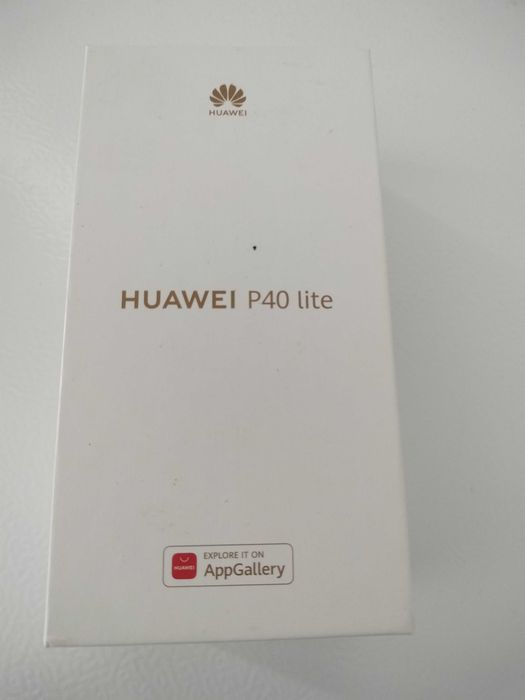 HUAWEI
HUAWEI P40 lite
EXPLORE IT ON
HUAWEI
AppGallery